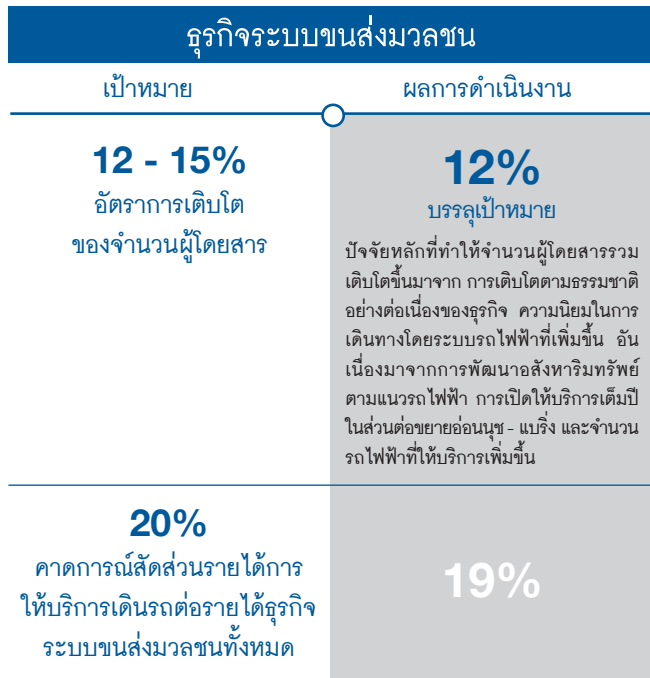 ธุรกิจระบบขนส่งมวลชน
เป้าหมาย
ผลการดำเนินงาน
12 - 15%
อัตราการเติบโต
ของจำนวนผู้โดยสาร
12%
บรรลุเป้าหมาย
ปัจจัยหลักที่ทำให้จำนวนผู้โดยสารรวม
เติบโตขึ้นมาจาก การเติบโตตามธรรมชาติ
อย่างต่อเนื่องของธุรกิจ ความนิยมในการ
เดินทางโดยระบบรถไฟฟ้าที่เพิ่มขึ้น อัน
เนื่องมาจากการพัฒนาอสังหาริมทรัพย์
ตามแนวรถไฟฟ้า การเปิดให้บริการเต็มปี
ในส่วนต่อขยายอ่อนนุช - แบริ่ง และจำนวน
รถไฟฟ้าที่ให้บริการเพิ่มขึ้น
20%
คาดการณ์สัดส่วนรายได้การ
ให้บริการเดินรถต่อรายได้ธุรกิจ
ระบบขนส่งมวลชนทั้งหมด
19%